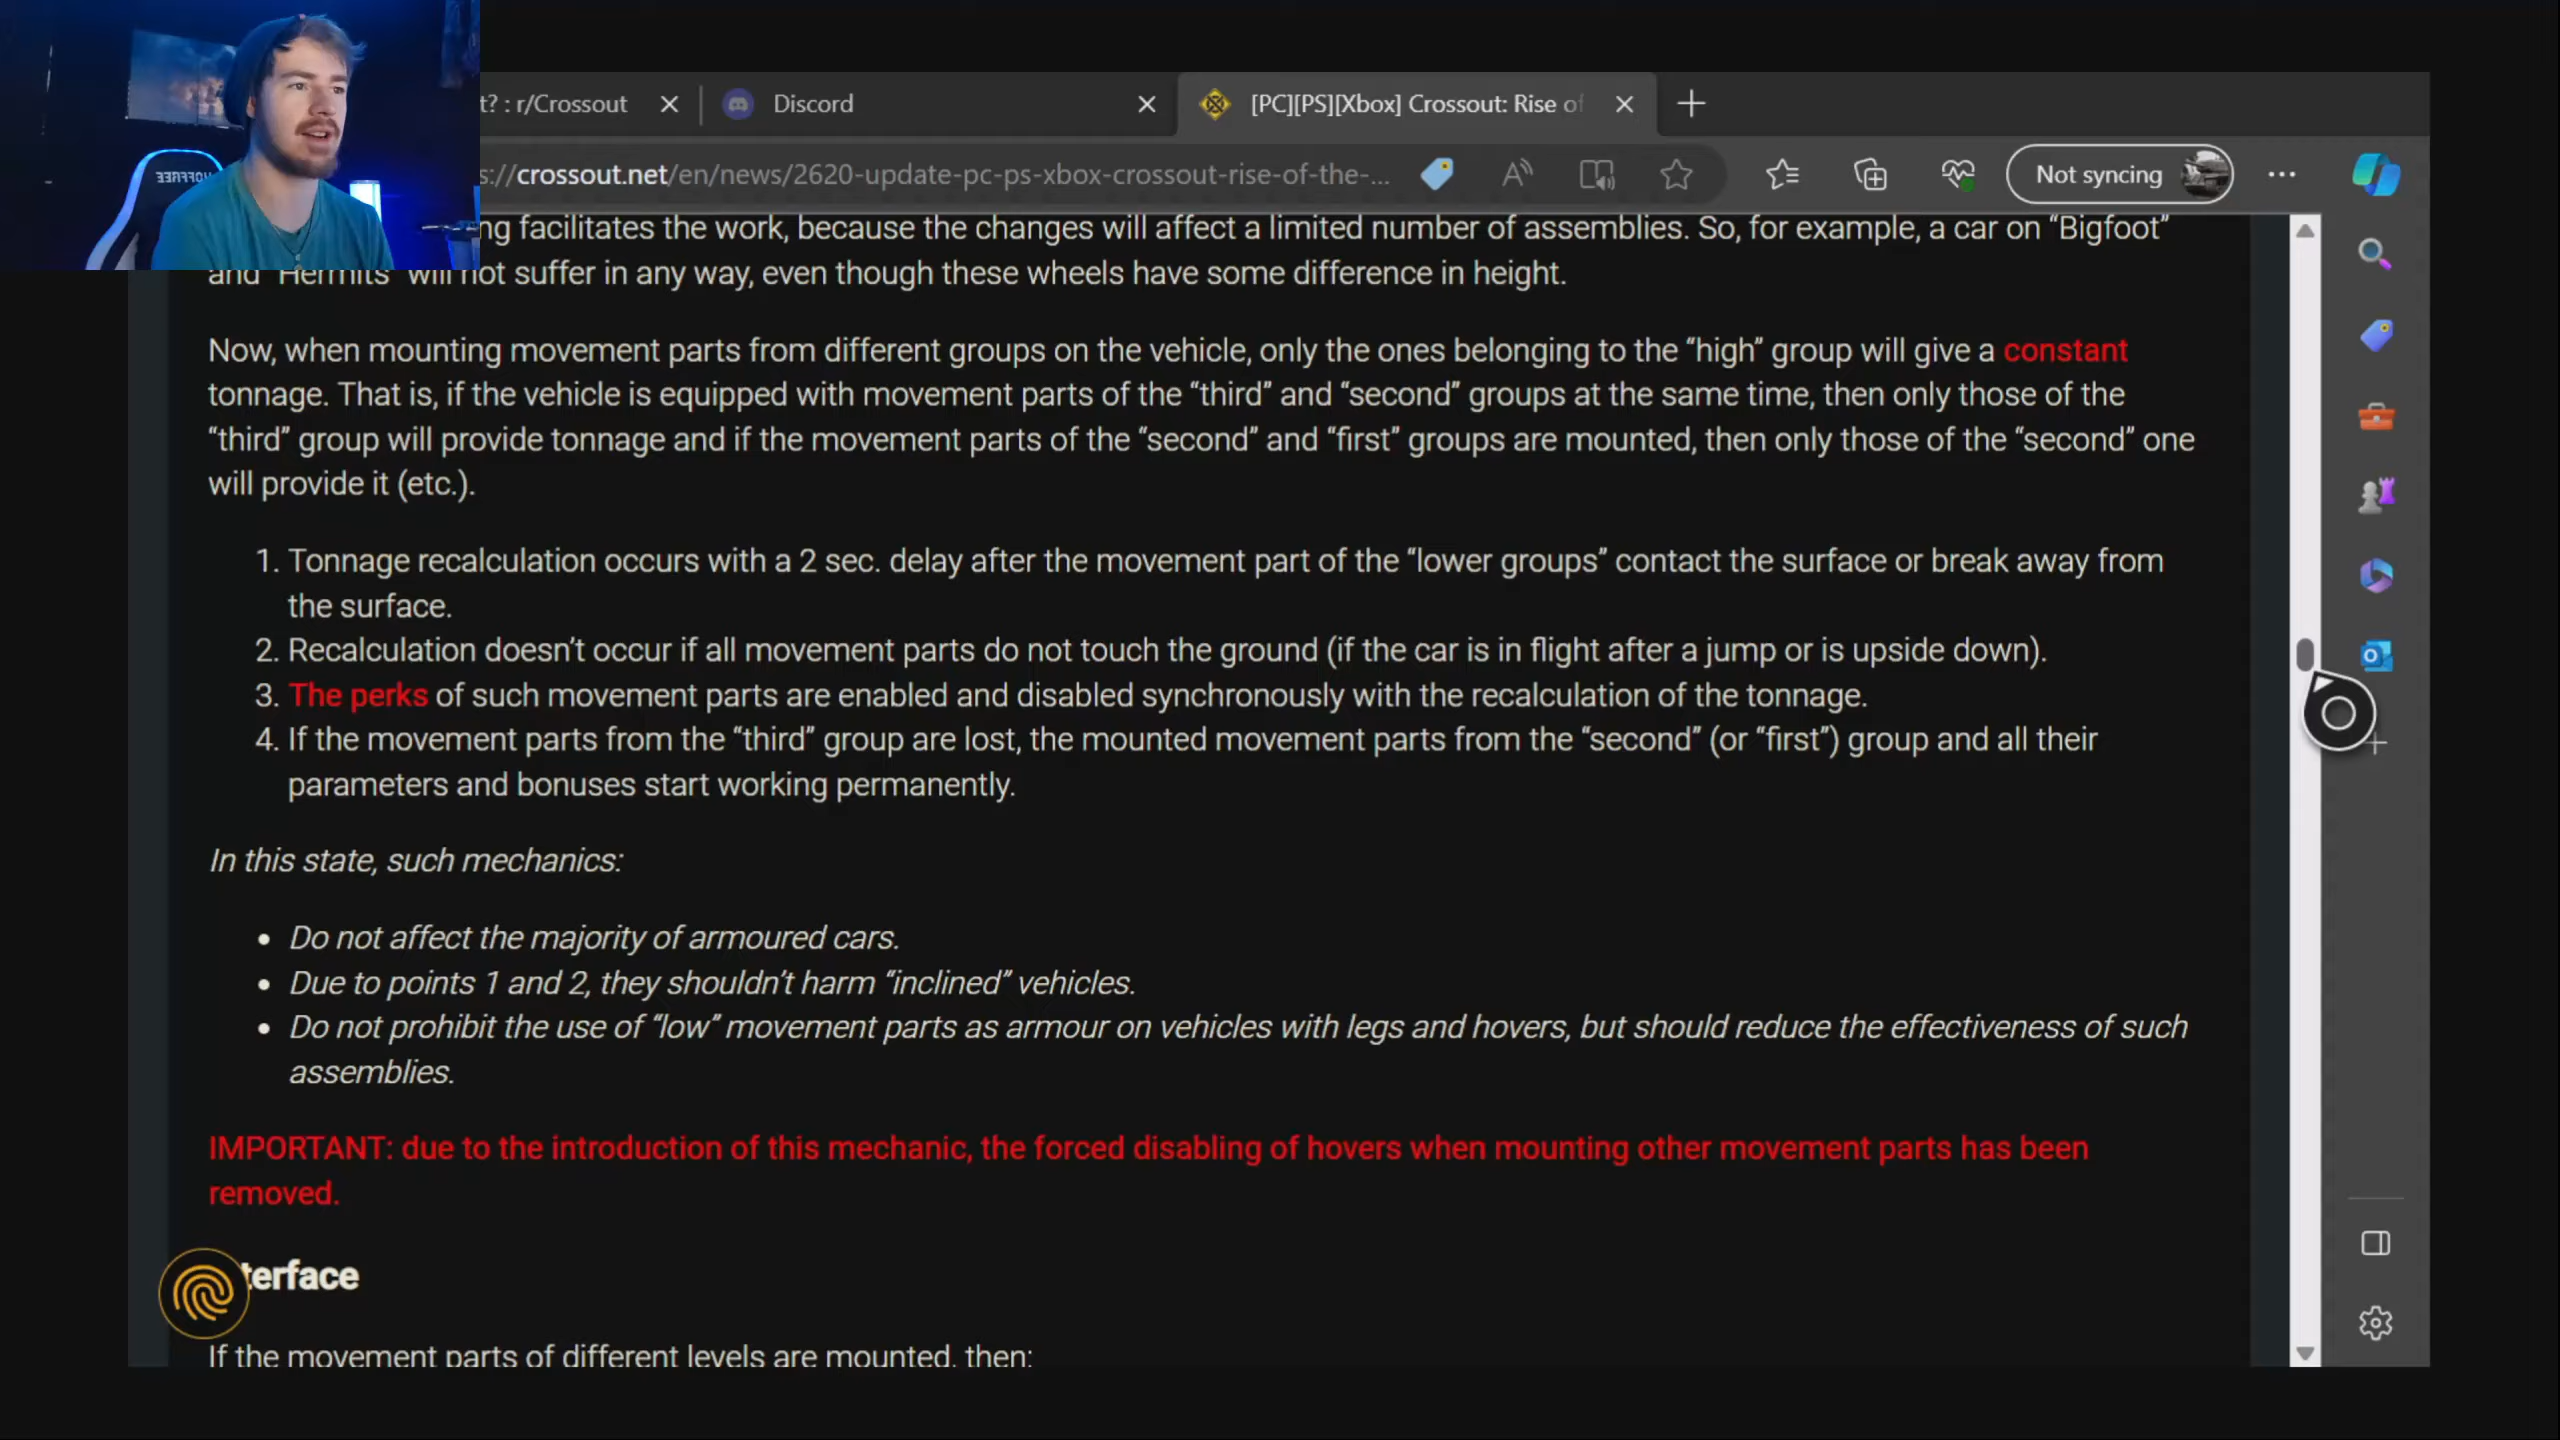 t? : r/Crossout
Discord
[PC][PS][Xbox] Crossout: Rise of
s://crossout.net/en/news/2620-update-pc-ps-xbox-crossout-rise-of-the-...
Not syncing
ng facilitates the work, because the changes will affect a limited number of assemblies. So, for example, a car on “Bigfoot”
and “Hermits” will not suffer in any way, even though these wheels have some difference in height.
Now, when mounting movement parts from different groups on the vehicle, only the ones belonging to the “high” group will give a constant
tonnage. That is, if the vehicle is equipped with movement parts of the “third” and “second” groups at the same time, then only those of the
“third” group will provide tonnage and if the movement parts of the “second” and “first” groups are mounted, then only those of the “second” one
will provide it (etc.).
1. Tonnage recalculation occurs with a 2 sec. delay after the movement part of the “lower groups” contact the surface or break away from
the surface.
2. Recalculation doesn’t occur if all movement parts do not touch the ground (if the car is in flight after a jump or is upside down).
3. The perks of such movement parts are enabled and disabled synchronously with the recalculation of the tonnage.
4. If the movement parts from the “third” group are lost, the mounted movement parts from the “second” (or “first”) group and all their
parameters and bonuses start working permanently.
In this state, such mechanics:
• Do not affect the majority of armoured cars.
• Due to points 1 and 2, they shouldn’t harm “inclined” vehicles.
• Do not prohibit the use of “low” movement parts as armour on vehicles with legs and hovers, but should reduce the effectiveness of such
assemblies.
IMPORTANT: due to the introduction of this mechanic, the forced disabling of hovers when mounting other movement parts has been
removed.
terface
If the movement parts of different levels are mounted, then: